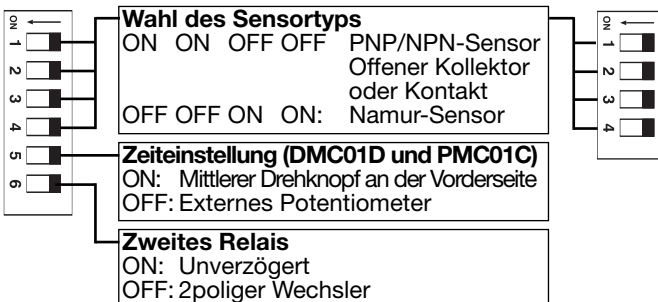 ON
1
2
3
4
5
6
Wahl des Sensortyps
ON ON OFF OFF PNP/NPN-Sensor
Offener Kollektor
oder Kontakt
OFF OFF ON ON: Namur-Sensor
Zeiteinstellung (DMC01D und PMC01C)
ON: Mittlerer Drehknopf an der Vorderseite
OFF: Externes Potentiometer
Zweites Relais
ON: Unverzögert
OFF: 2poliger Wechsler
ON
1
2
3
4